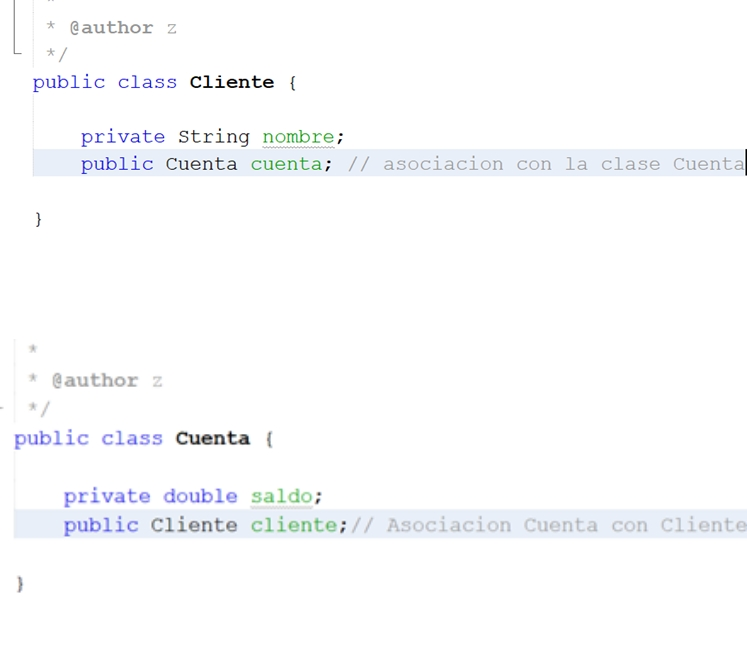 *
* @author z
*/
public class Cliente {
private String nombre;
public Cuenta cuenta; // asociacion con la clase Cuenta
}
*
* @author z
*/
public class Cuenta {
private double saldo;
public Cliente cliente;// Asociacion Cuenta con Cliente
}